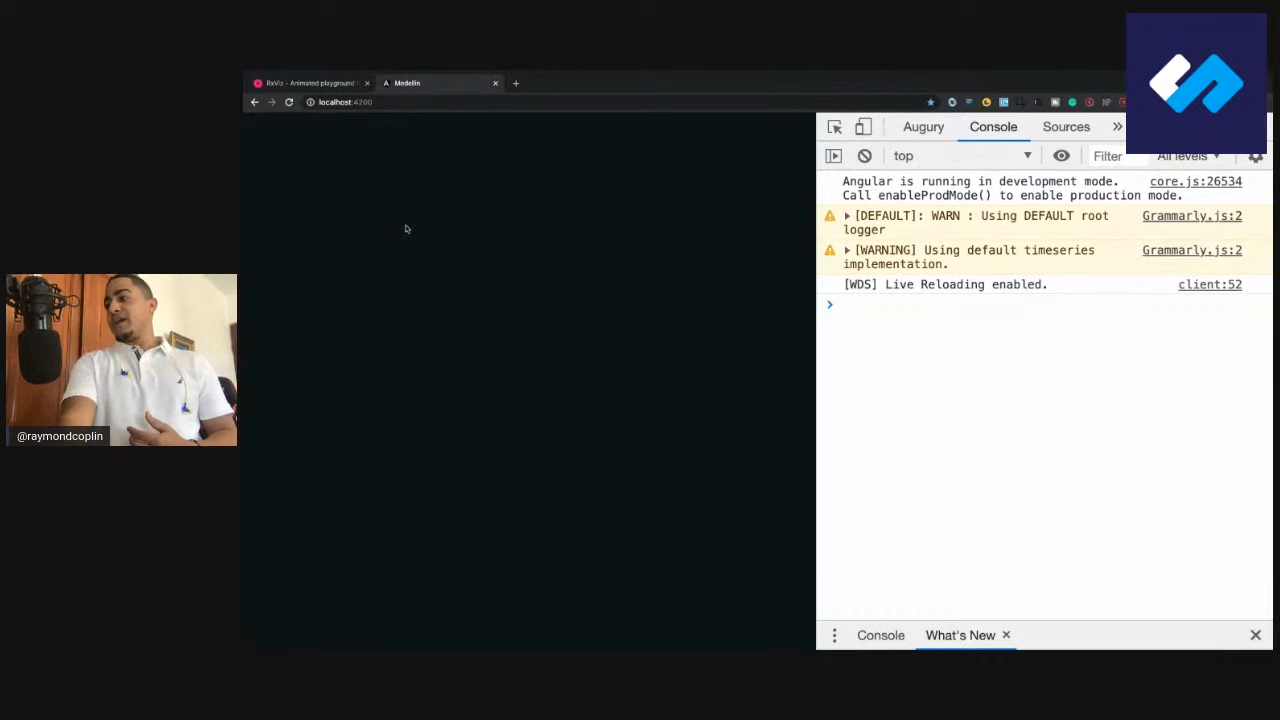 RxViz - Animated playground
Medellin
localhost:4200
Augury
Console
Sources
top
Filter
All levels
Angular is running in development mode.
core.js:26534
Call enableProdMode() to enable production mode.
[DEFAULT]: WARN : Using DEFAULT root
Grammarly.js:2
logger
[WARNING] Using default timeseries
Grammarly.js:2
implementation.
[WDS] Live Reloading enabled.
client:52
@raymondcoplin
Console
What's New